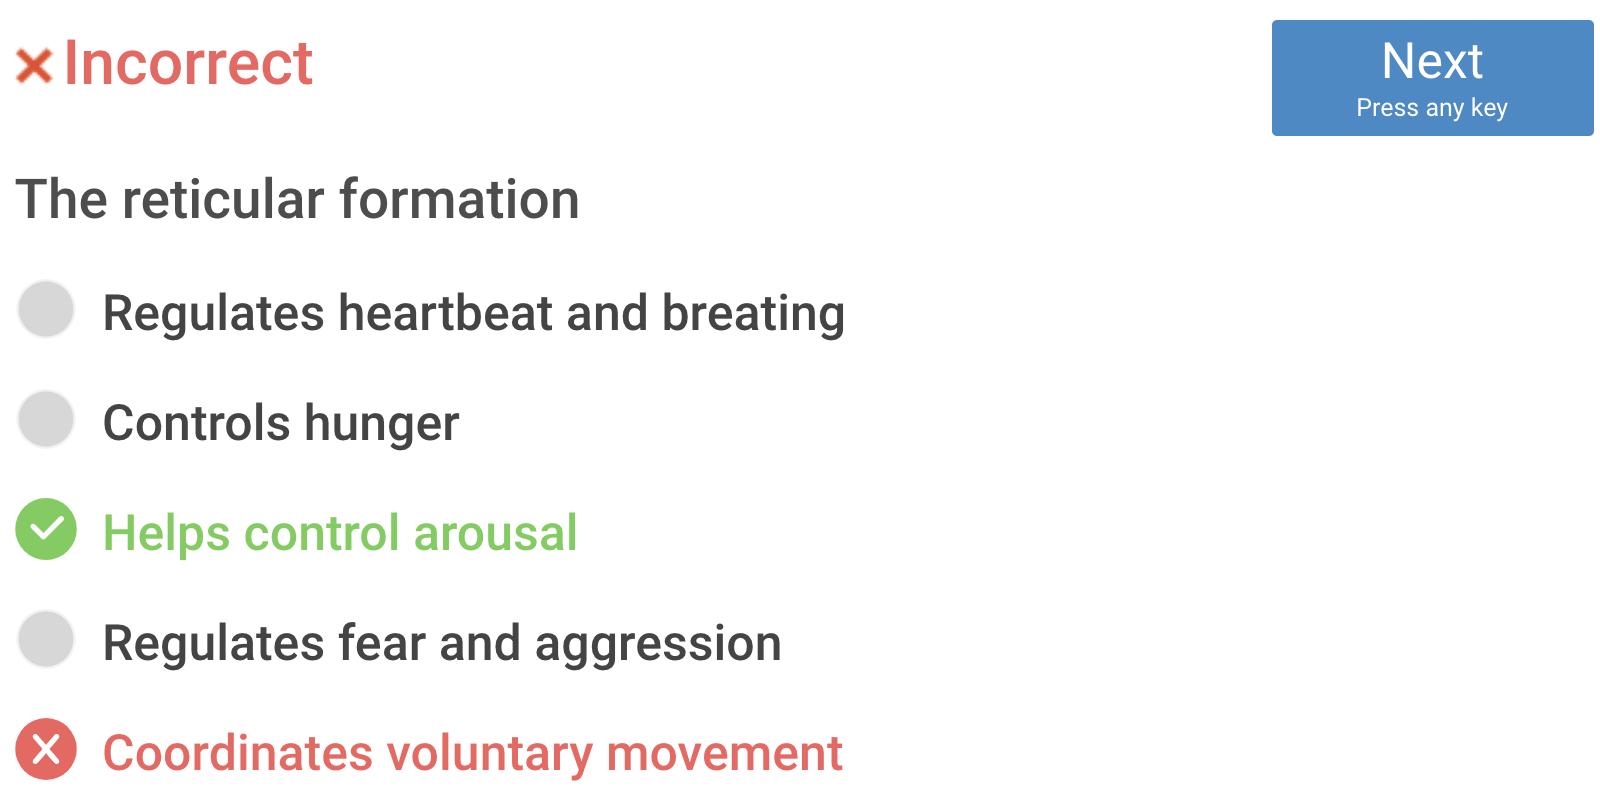 Incorrect
Next
Press any key
The reticular formation
Regulates heartbeat and breating
Controls hunger
Helps control arousal
Regulates fear and aggression
Coordinates voluntary movement